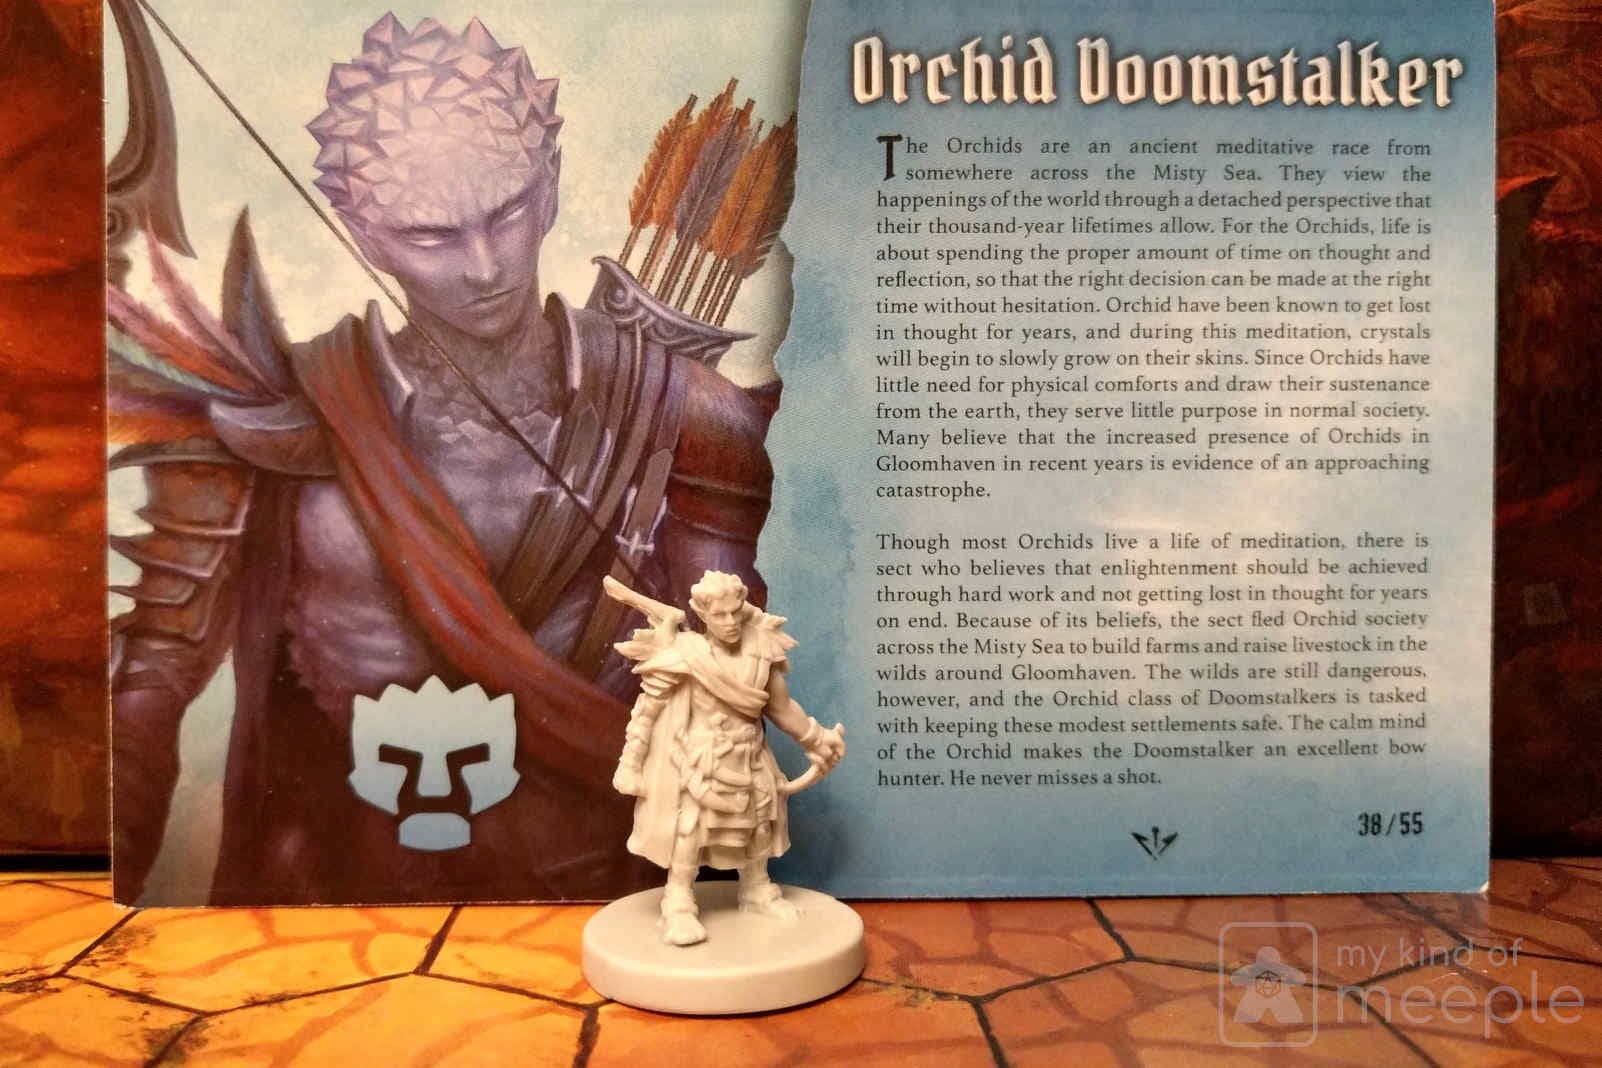 Orchid Doomstalker
The Orchids are an ancient meditative race from
somewhere across the Misty Sea. They view the
happenings of the world through a detached perspective that
their thousand-year lifetimes allow. For the Orchids, life is
about spending the proper amount of time on thought and
reflection, so that the right decision can be made at the right
time without hesitation. Orchid have been known to get lost
in thought for years, and during this meditation, crystals
will begin to slowly grow on their skins. Since Orchids have
little need for physical comforts and draw their sustenance
from the earth, they serve little purpose in normal society.
Many believe that the increased presence of Orchids in
Gloomhaven in recent years is evidence of an approaching
catastrophe.
Though most Orchids live a life of meditation, there is
sect who believes that enlightenment should be achieved
through hard work and not getting lost in thought for years
on end. Because of its beliefs, the sect fled Orchid society
across the Misty Sea to build farms and raise livestock in the
wilds around Gloomhaven. The wilds are still dangerous,
however, and the Orchid class of Doomstalkers is tasked
with keeping these modest settlements safe. The calm mind
of the Orchid makes the Doomstalker an excellent bow
hunter. He never misses a shot.
38/55
my kind of
meeple